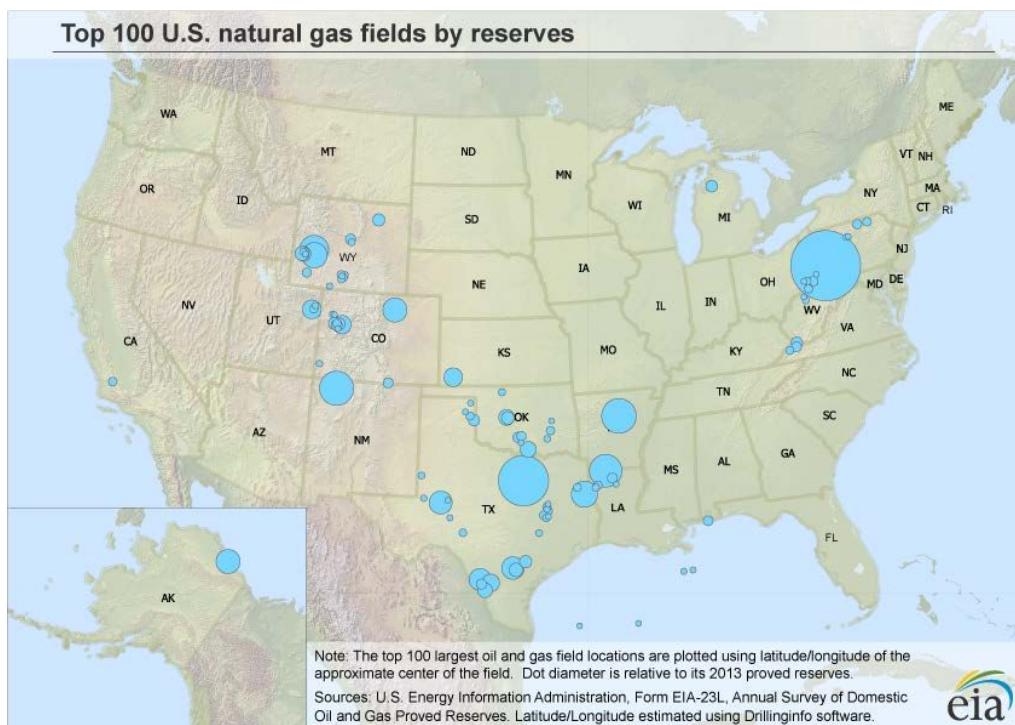 Top 100 U.S. natural gas fields by reserves
WA
MT
ND
MN
ME
VT
NH
OR
ID
SD
WI
MI
NY
MA
CT
RI
WY
IA
NE
NJ
OH
DE
MD
NV
UT
IL
IN
WV
CO
VA
CA
KS
MO
KY
NC
TN
OK
AZ
NM
SC
MS
AL
GA
TX
LA
FL
AK
Note: The top 100 largest oil and gas field locations are plotted using latitude/longitude of the
approximate center of the field. Dot diameter is relative to its 2013 proved reserves.
Sources: U.S. Energy Information Administration, Form EIA-23L, Annual Survey of Domestic
Oil and Gas Proved Reserves. Latitude/Longitude estimated using Drillinginfo software.
eia